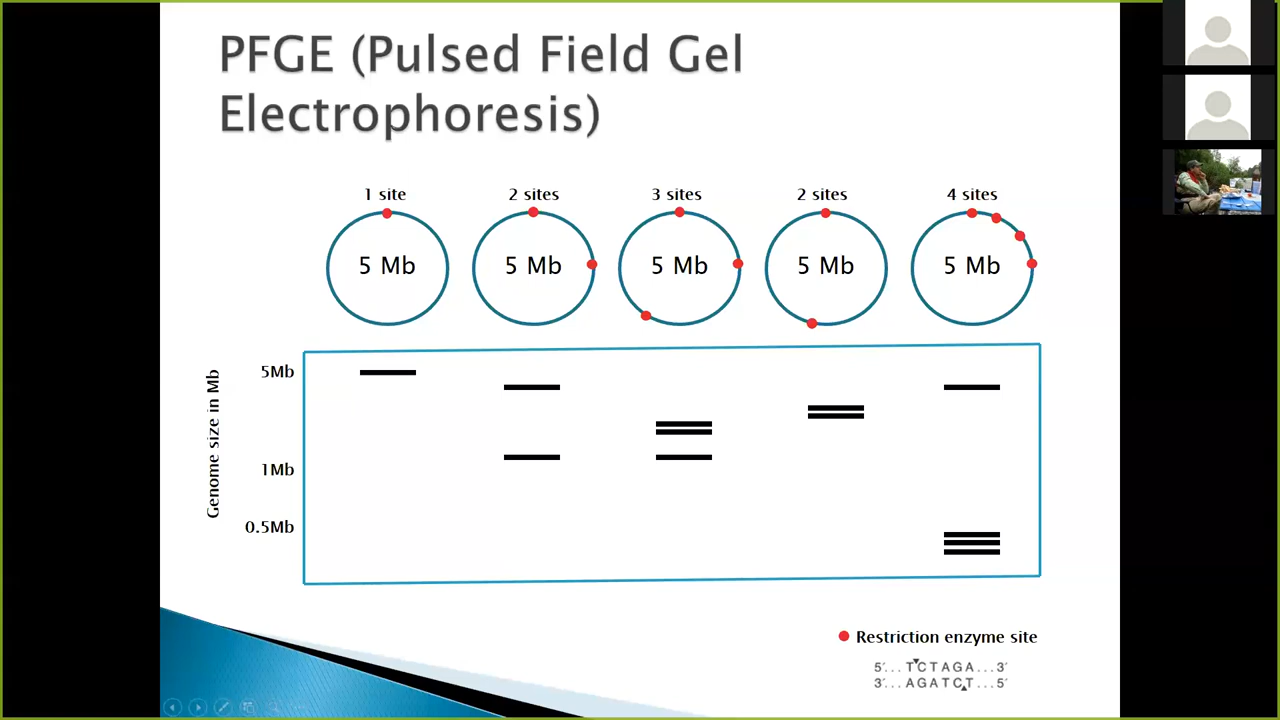 PFGE (Pulsed Field Gel
Electrophoresis)
1 site
2 sites
3 sites
2 sites
4 sites
5 Mb
5 Mb
5 Mb
5 Mb
5 Mb
Genome size in Mb
5Mb
1Mb
0.5Mb
Restriction enzyme site
5′... TCTAGA...3′
3′... AGATCT...5′